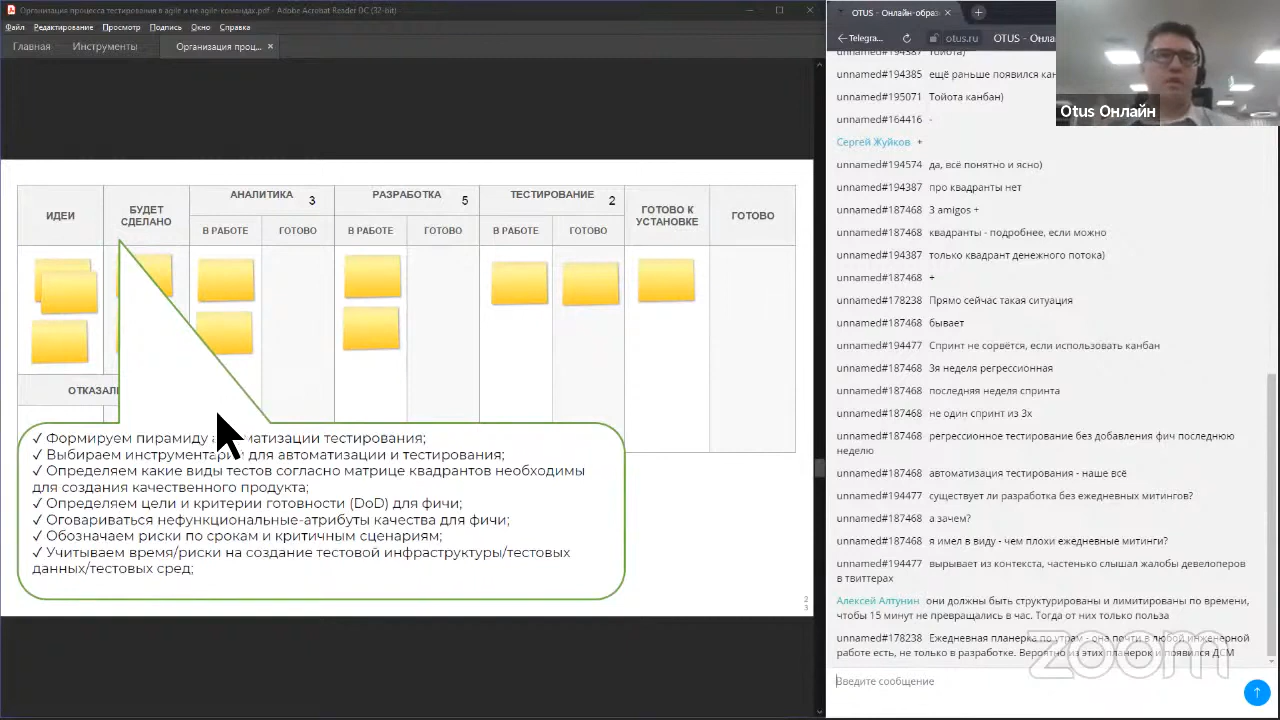 Организация процесса тестирования в agile и не agile-командах.pdf - Adobe Acrobat Reader DC (32-bit)
Файл Редактирование Просмотр Подпись Окно Справка
Главная Инструменты Организация проц... ×
ИДЕИ
БУДЕТ
СДЕЛАНО
АНАЛИТИКА 3
РАЗРАБОТКА 5
ТЕСТИРОВАНИЕ 2
В РАБОТЕ ГОТОВО В РАБОТЕ ГОТОВО В РАБОТЕ ГОТОВО
ГОТОВО К
УСТАНОВКЕ
ГОТОВО
✓ Формируем пирамиду матизации тестирования;
✓ Выбираем инструментарий для автоматизации и тестирования;
✓ Определяем какие виды тестов согласно матрице квадрантов необходимы
для создания качественного продукта;
✓ Определяем цели и критерии готовности (DoD) для фичи;
✓ Оговариваться нефункциональные-атрибуты качества для фичи;
✓ Обозначаем риски по срокам и критичным сценариям;
✓ Учитываем время/риски на создание тестовой инфраструктуры/тестовых
данных/тестовых сред;
2
3
OTUS - Онлайн-образ ×
Telegra... otus.ru OTUS - Онла
Otus Онлайн
unnamed#194387 Тойота)
unnamed#194385 ещё раньше появился кан
unnamed#195071 Тойота канбан)
unnamed#164416 -
Сергей Жуйков +
unnamed#194574 да, всё понятно и ясно)
unnamed#194387 про квадранты нет
unnamed#187468 3 amigos +
unnamed#187468 квадранты - подробнее, если можно
unnamed#194387 только квадрант денежного потока)
unnamed#187468 +
unnamed#178238 Прямо сейчас такая ситуация
unnamed#187468 бывает
unnamed#194477 Спринт не сорвётся, если использовать канбан
unnamed#187468 3я неделя регрессионная
unnamed#187468 последняя неделя спринта
unnamed#187468 не один спринт из 3х
unnamed#187468 регрессионное тестирование без добавления фич последнюю
неделю
unnamed#187468 автоматизация тестирования - наше всё
unnamed#194477 существует ли разработка без ежедневных митингов?
unnamed#187468 а зачем?
unnamed#187468 я имел в виду - чем плохи ежедневные митинги?
unnamed#194477 вырывает из контекста, частенько слышал жалобы девелоперов
в твиттерах
Алексей Алтунин они должны быть структурированы и лимитированы по времени,
чтобы 15 минут не превращались в час. Тогда от них только польза
unnamed#178238 Ежедневная планерка по утрам - она почти в любой инженерной
работе есть, не только в разработке. Вероятно из этих планерок и появился ДСМ
zoom
Введите сообщение